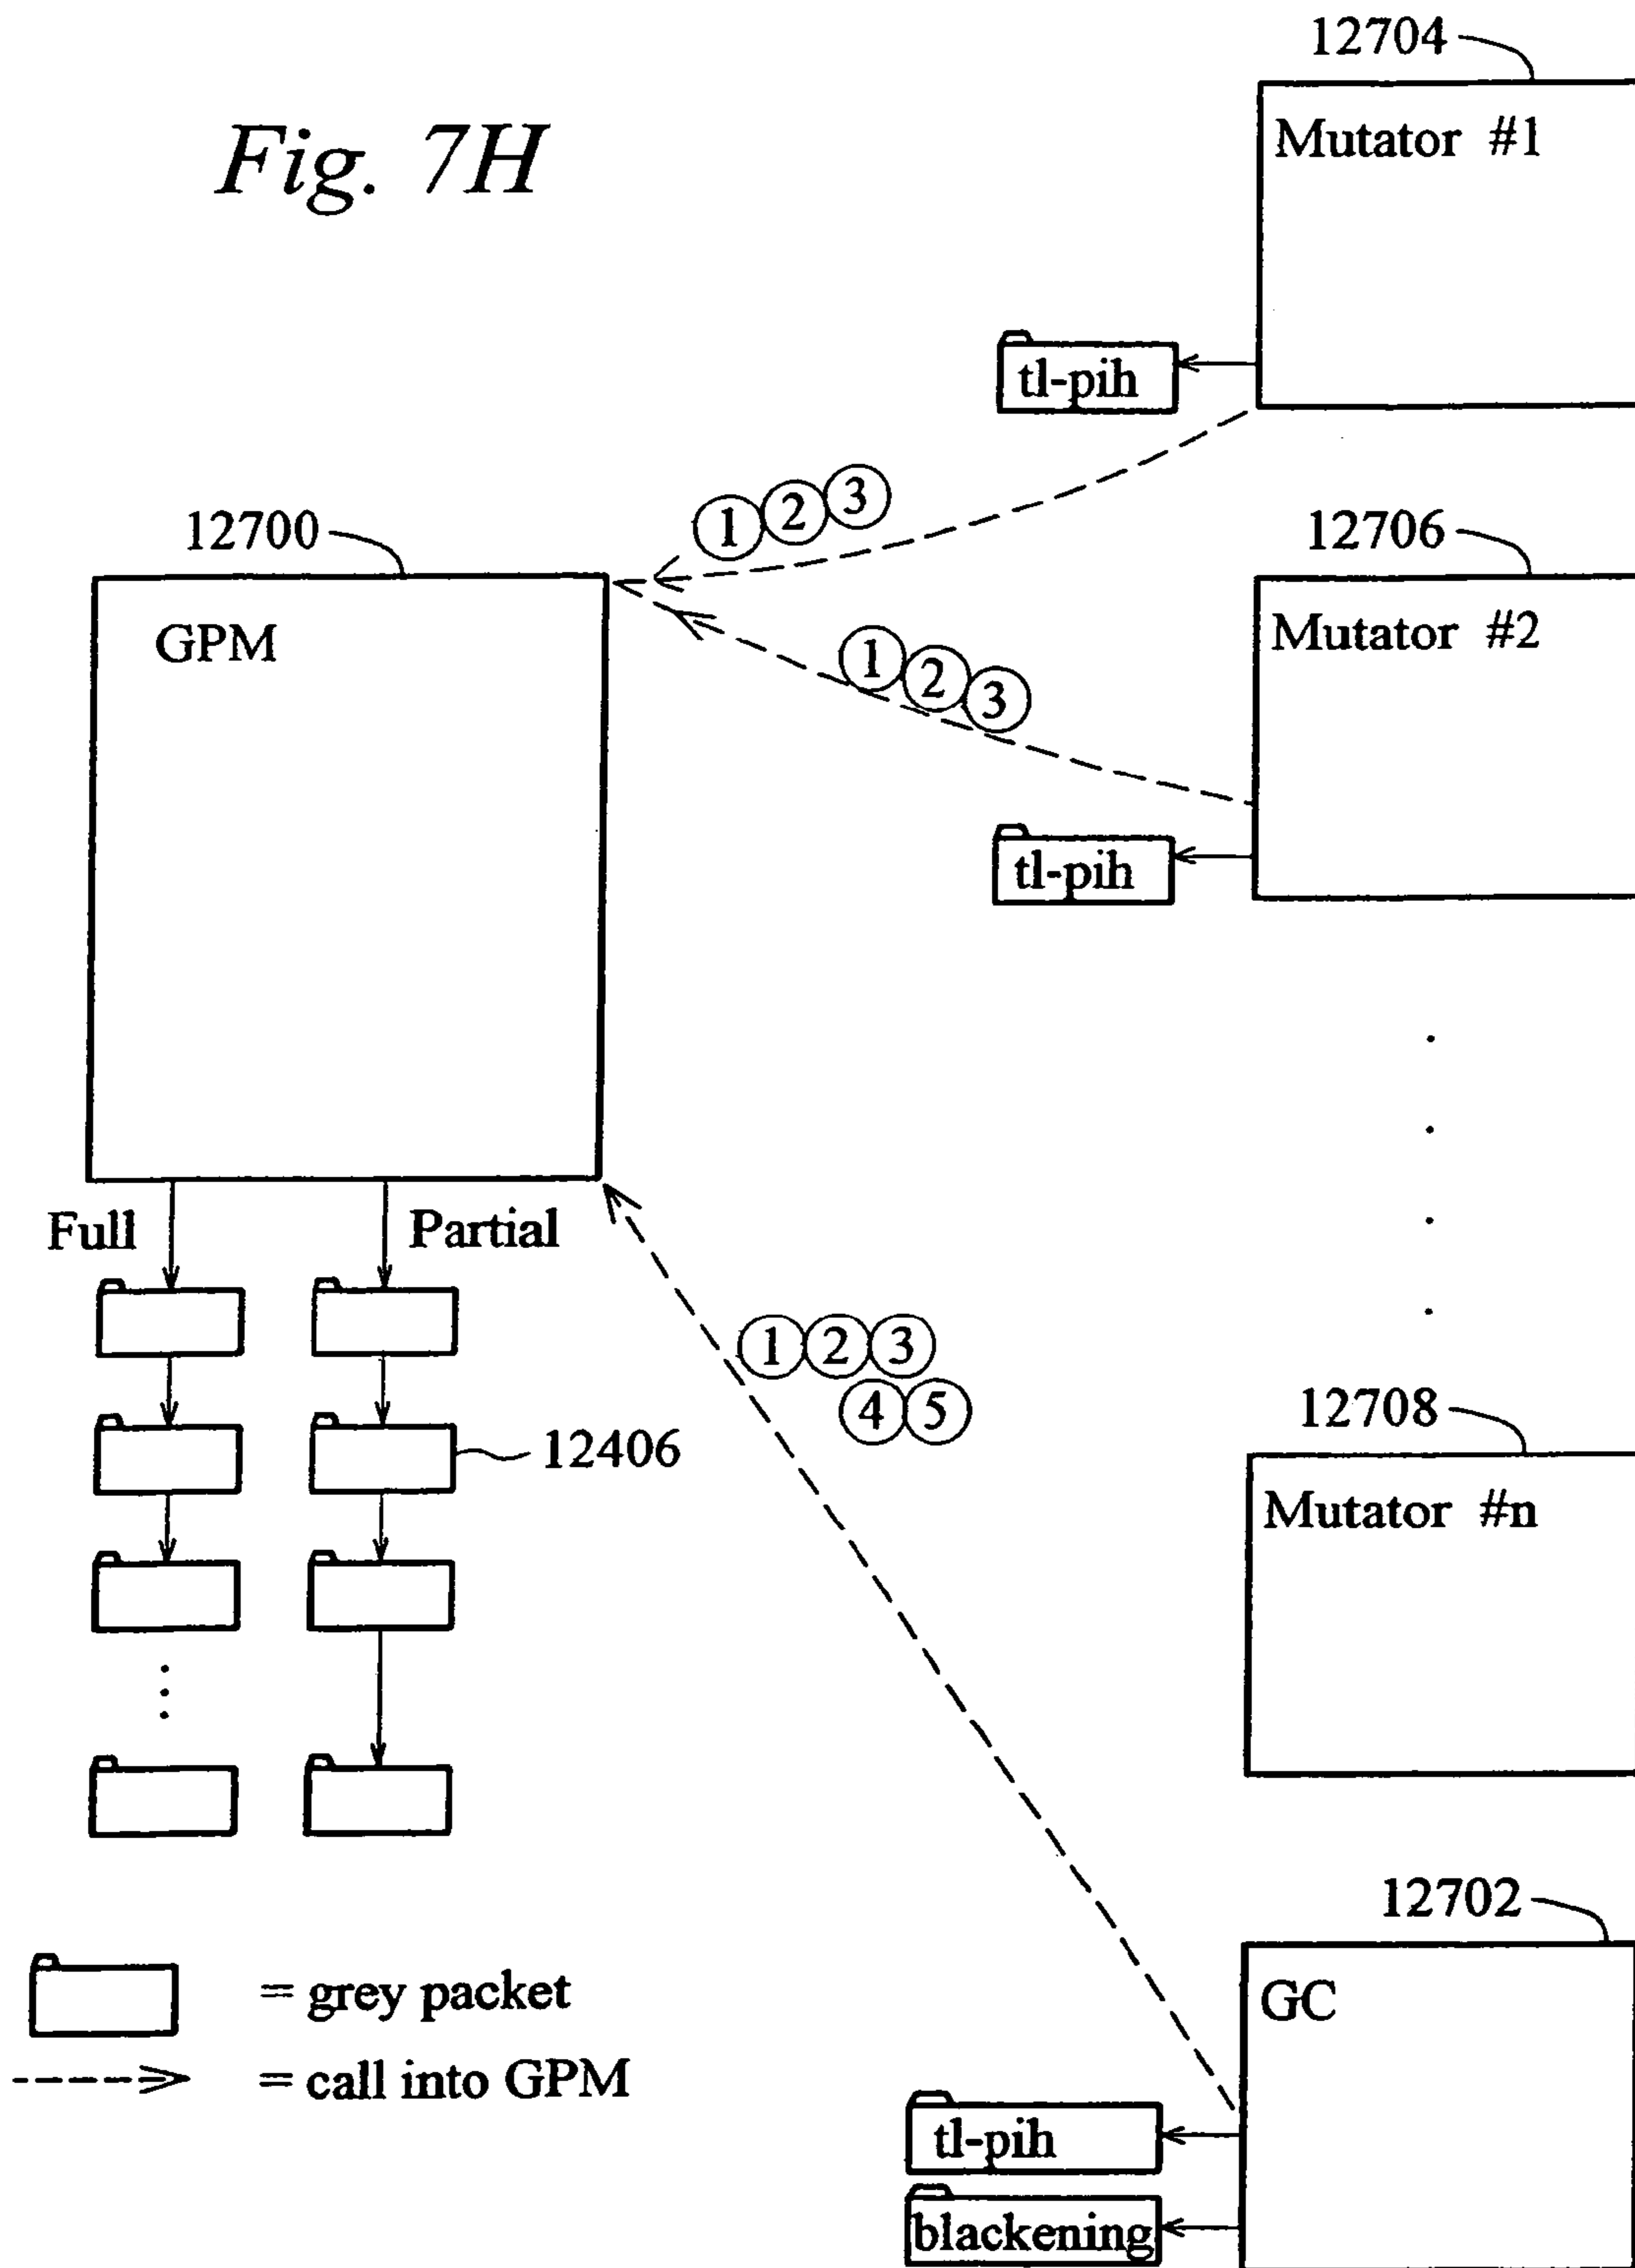 Fig. 7H
12704
Mutator #1
tl-pih
1 2 3
12700
GPM
12706
Mutator #2
1 2 3
tl-pih
Full
Partial
1 2 3
4 5
12406
12708
Mutator #n
12702
GC
= grey packet
= call into GPM
tl-pih
blackening